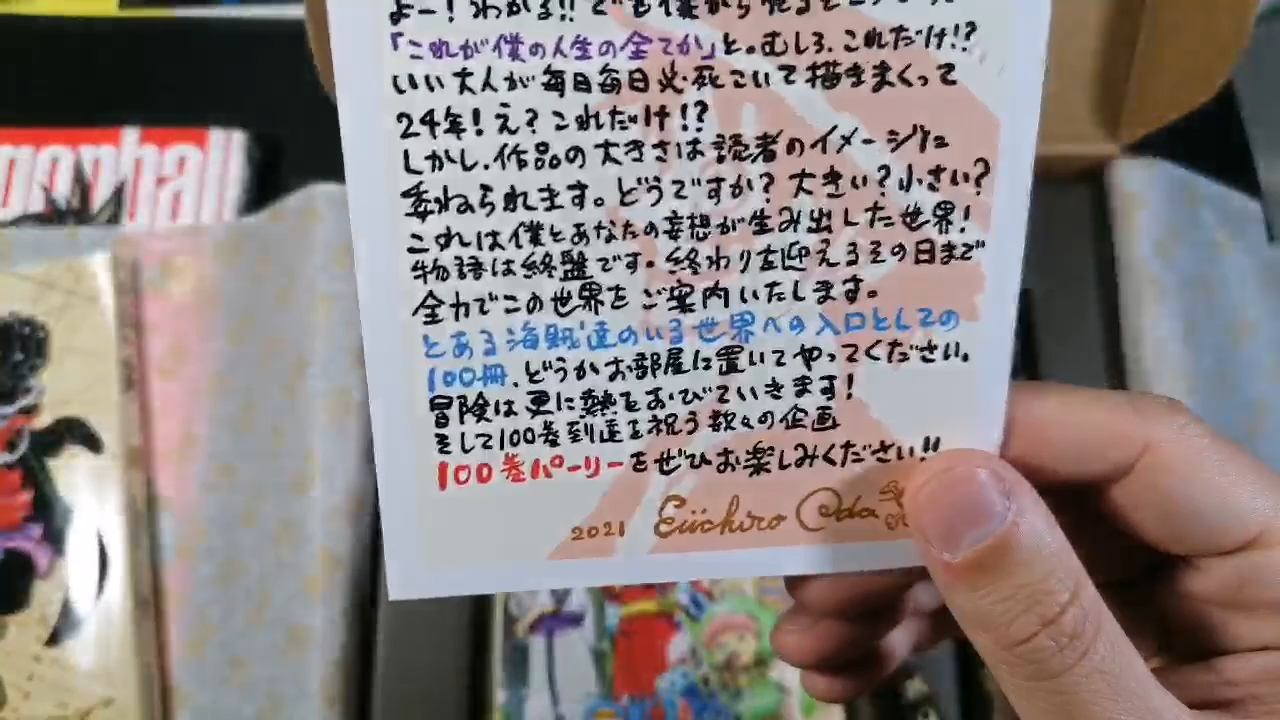 よー!わかる!!でも僕から
「これが僕の人生の全てか」と。むしろ、これだけ!?
いい大人が毎日毎日必死こいて描きまくって
24年!え?これだけ!?
しかし、作品の大きさは読者のイメージに
委ねられます。どうですか?大きい?小さい?
これは僕とあなたの妄想が生み出した世界!
物語は終盤です。終わりを迎えるその日まで
全力でこの世界をご案内いたします。
とある海賊達のいる世界への入口としての
100冊、どうかお部屋に置いてやってください。
冒険は更に熱をおびていきます!
そして100巻到達を祝う数々の企画
100巻パーリーをぜひお楽しみください!!
2021 Eiichiro Oda